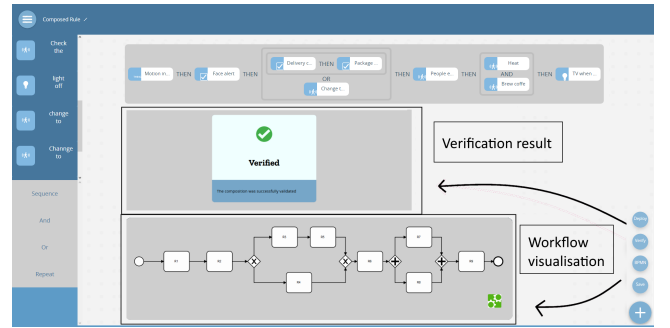 Composed Rule
Check
the
light
off
change
to
Channge
to
Sequence
And
Or
Repeat
Motion in...
THEN
Face alert
THEN
Delivery c...
THEN
Package ...
OR
Change t...
THEN
People e...
THEN
Heat
AND
Brew coffe
THEN
TV when ...
Verified
The composition was successfully validated
Verification result
Workflow
visualisation
Deploy
Verify
BPMN
Save
+